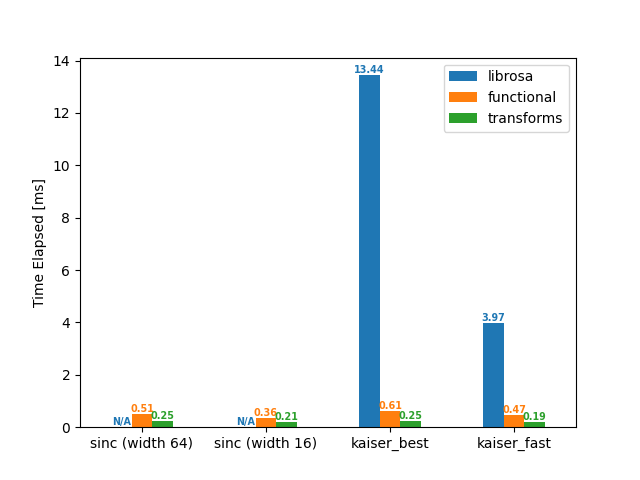 14
12
10
8
6
4
2
0
Time Elapsed [ms]
librosa
functional
transforms
N/A 0.51 0.25
N/A 0.36 0.21
13.44 0.61 0.25
3.97 0.47 0.19
sinc (width 64)
sinc (width 16)
kaiser_best
kaiser_fast